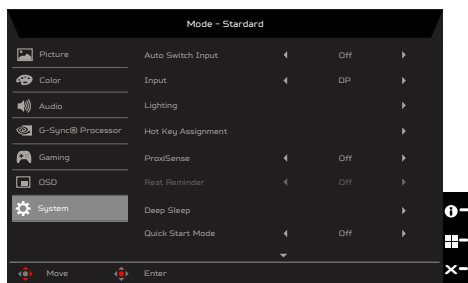 Mode - Stardard
Picture
Auto Switch Input Off
Color
Input DP
Audio
Lighting
G-Sync® Processor
Hot Key Assignment
Gaming
ProxiSense Off
OSD
Rest Reminder Off
System
Deep Sleep
Quick Start Mode Off
Move Enter